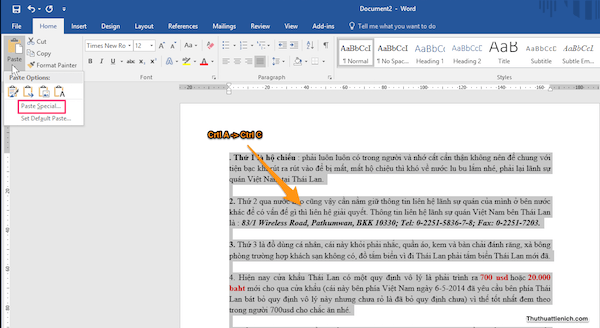 Document2 - Word
File Home Insert Design Layout References Mailings Review View Add-ins Tell me what you want to do...
Paste
Cut
Copy
Format Painter
Times New Ro 12
Font
Paragraph
AaBbCcI AaBbCcI AaBbCc AaBbCcI AaB AaBbCcC AaBbCcDc
¶ Normal ¶ No Spac... Heading 1 Heading 2 Title Subtitle Subtle Em...
Styles
Paste Options:
Paste Special...
Set Default Paste...
Crtl A -> Ctrl C
. Thứ 1 là hộ chiếu : phải luôn luôn có trong người và nhớ cất cẩn thận không nên để chung với
tiền bạc khi rút ra rút vào dễ bị mất, mất hộ chiếu thì khó về nước lu bu lắm nhé, phải lại lãnh sự
quán Việt Nam tại Thái Lan.
2. Thứ 2 qua nước nào cũng vậy cần nắm giữ thông tin liên hệ lãnh sự quán của mình ở bên nước
khác để có vấn đề gì thì liên hệ giải quyết. Thông tin liên hệ lãnh sự quán Việt Nam bên Thái Lan
là : 83/1 Wireless Road, Pathumwan, BKK 10330; Tel: 0-2251-5836-7-8; Fax: 0-2251-7203.
3. Thứ 3 là đồ dùng cá nhân, cái này khỏi phải nhắc, quần áo, kem và bàn chải đánh răng, xà bông
phòng trường hợp khách sạn không có, đồ tắm biển vì đi Thái Lan phải tắm biển Thái Lan mới đã.
4. Hiện nay cửa khẩu Thái Lan có một quy định vô lý là phải trình ra 700 usd hoặc 20.000
baht mới cho qua cửa khẩu (cái này bên phía Việt Nam ngày 6-5-2014 đã yêu cầu bên phía Thái
Lan bát bỏ quy định vô lý này nhưng chưa rõ là đã bỏ quy định chưa) vì thế tốt nhất đem theo
trong người 700usd cho chắc ăn nhé.
Thuthuattienich.com